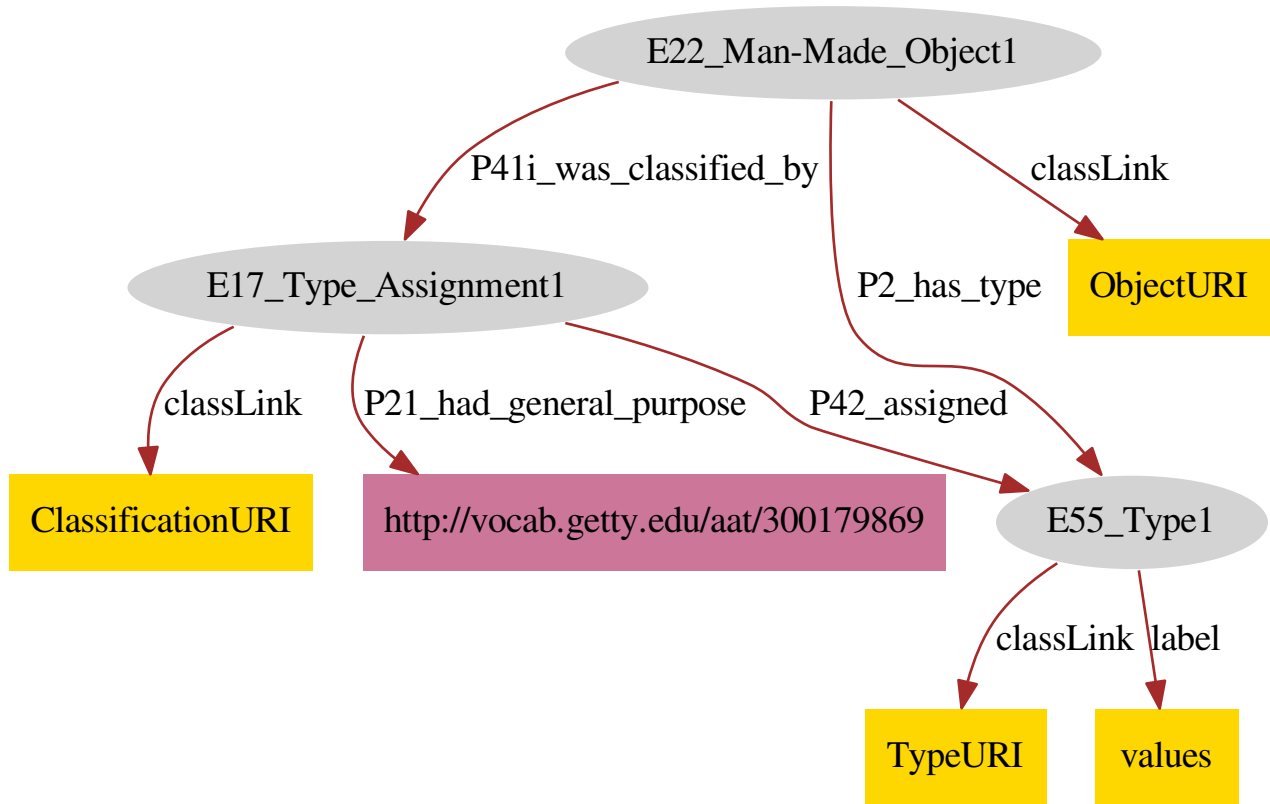 E22_Man-Made_Object1
P41i_was_classified_by
classLink
E17_Type_Assignment1
P2_has_type
ObjectURI
classLink
P21_had_general_purpose
P42_assigned
ClassificationURI
http://vocab.getty.edu/aat/300179869
E55_Type1
classLink
label
TypeURI
values